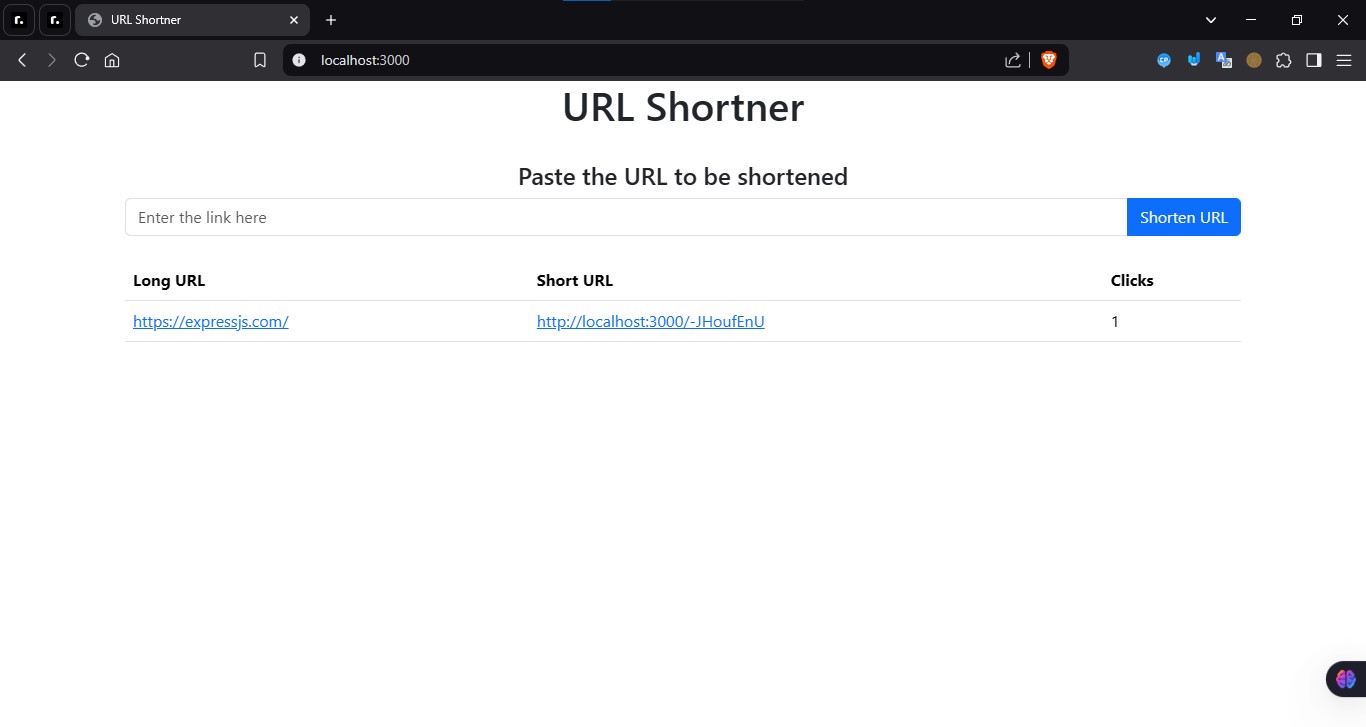 r.
r.
URL Shortner
localhost:3000
URL Shortner
Paste the URL to be shortened
Enter the link here
Shorten URL
Long URL Short URL Clicks
https://expressjs.com/ http://localhost:3000/-JHoufEnU 1